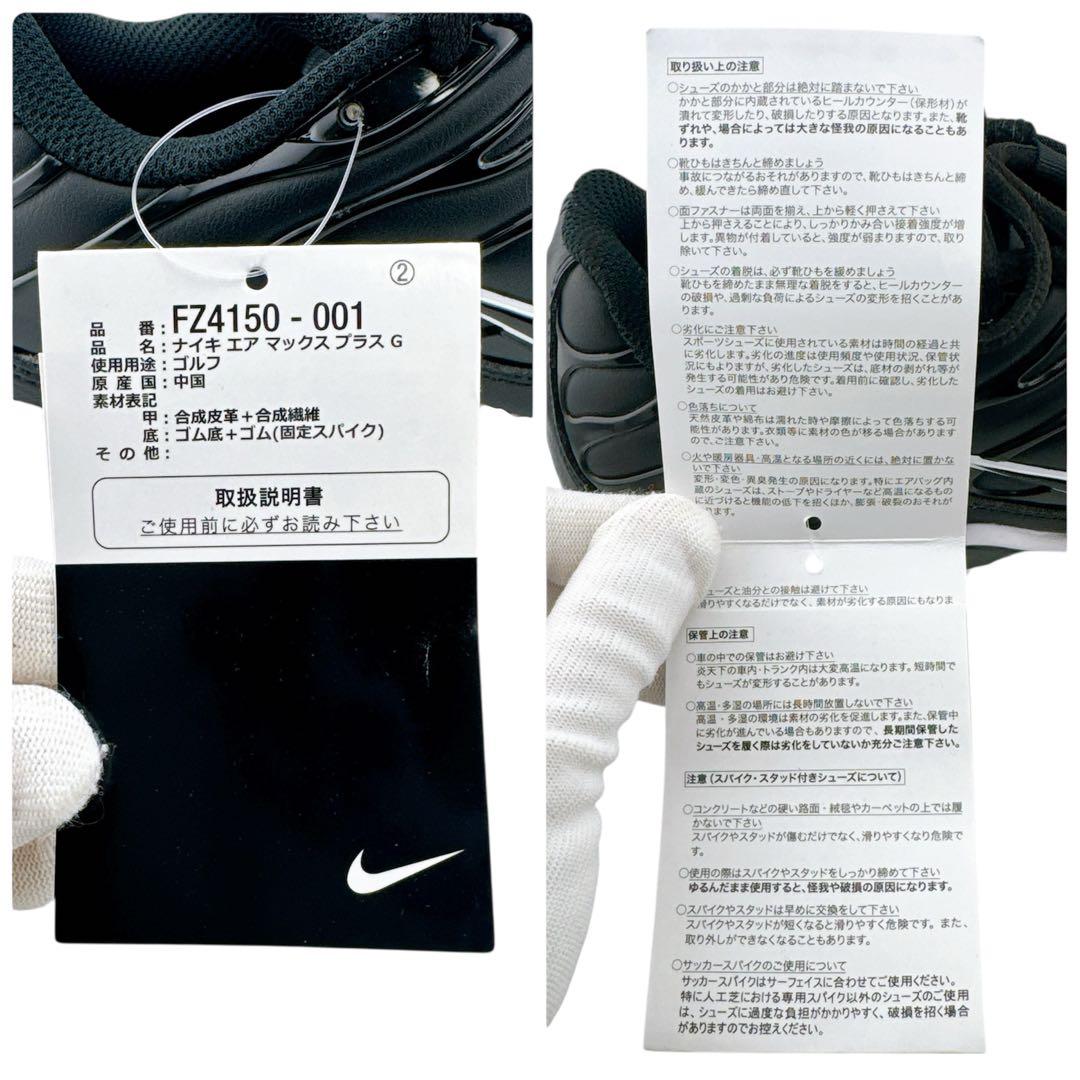 ②
品番: FZ4150 - 001
品名: ナイキ エア マックス プラス G
使用用途: ゴルフ
原産国: 中国
素材表記
甲: 合成皮革＋合成繊維
底: ゴム底＋ゴム(固定スパイク)
その他:
取扱説明書
ご使用前に必ずお読み下さい
取り扱い上の注意
○シューズのかかと部分は絶対に踏まないで下さい
かかと部分に内蔵されているヒールカウンター(保形材)が
潰れて変形したり、破損したりする原因となります。また、靴
ずれや、場合によっては大きな怪我の原因になることもあ
ります。
○靴ひもはきちんと締めましょう
事故につながるおそれがありますので、靴ひもはきちんと締
め、緩んできたら締め直して下さい。
○面ファスナーは両面を揃え、上から軽く押さえて下さい
上から押さえることにより、しっかりかみ合い接着強度が増
します。異物が付着していると、強度が弱まりますので、取り
除いて下さい。
○シューズの着脱は、必ず靴ひもを緩めましょう
靴ひもを締めたまま無理な着脱をすると、ヒールカウンター
の破損や、過剰な負荷によるシューズの変形を招くことがあ
ります。
○劣化にご注意下さい
スポーツシューズに使用されている素材は時間の経過と共
に劣化します。劣化の進度は使用頻度や使用状況、保管状
況にもよりますが、劣化したシューズは、底材の剥がれ等が
発生する可能性があり危険です。着用前に確認し、劣化した
シューズの着用はお避け下さい。
○色落ちについて
天然皮革や綿布は濡れた時や摩擦によって色落ちする可
能性があります。衣類等に素材の色が移る場合があります
ので、ご注意下さい。
○火や暖房器具・高温となる場所の近くには、絶対に置かな
いで下さい
変形・変色・異臭発生の原因になります。特にエアバッグ内
蔵のシューズは、ストーブやドライヤーなど高温になるもの
に近づけると機能の低下を招くほか、膨張・破裂のおそれが
ります。
ューズと油分との接触は避けて下さい
滑りやすくなるだけでなく、素材が劣化する原因にもなりま
保管上の注意
○車の中での保管はお避け下さい
炎天下の車内・トランク内は大変高温になります。短時間で
もシューズが変形することがあります。
○高温・多湿の場所には長時間放置しないで下さい
高温・多湿の環境は素材の劣化を促進します。また、保管中
に劣化が進んでいる場合もありますので、長期間保管した
シューズを履く際は劣化をしていないか充分ご注意下さい。
注意(スパイク・スタッド付きシューズについて)
○コンクリートなどの硬い路面・絨毯やカーペットの上では履
かないで下さい
スパイクやスタッドが傷むだけでなく、滑りやすくなり危険で
す。
○使用の際はスパイクやスタッドをしっかり締めて下さい
ゆるんだまま使用すると、怪我や破損の原因になります。
○スパイクやスタッドは早めに交換をして下さい
スパイクやスタッドが短くなると滑りやすく危険です。また、
取り外しができなくなることもあります。
○サッカースパイクのご使用について
サッカースパイクはサーフェイスに合わせてご使用ください。
特に人工芝における専用スパイク以外のシューズのご使用
は、シューズに過度な負担がかかりやすく、破損を招く場合
がありますのでお控えください。